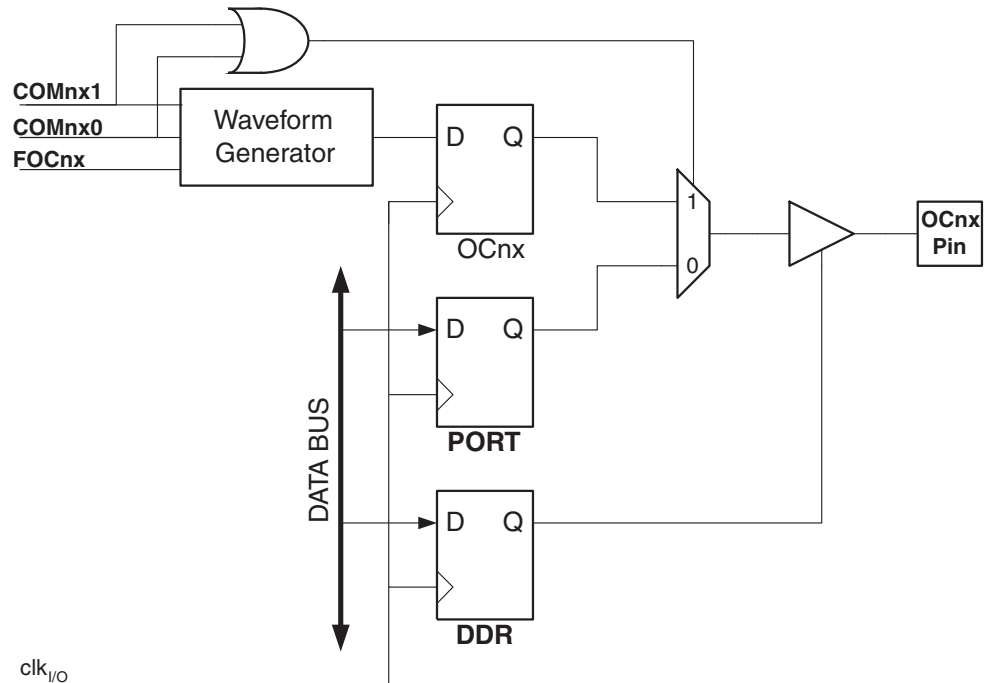 COMnx1
COMnx0
FOCnx
Waveform
Generator
D Q
OCnx
1
0
OCnx
Pin
D Q
PORT
DATA BUS
D Q
DDR
clkI/O